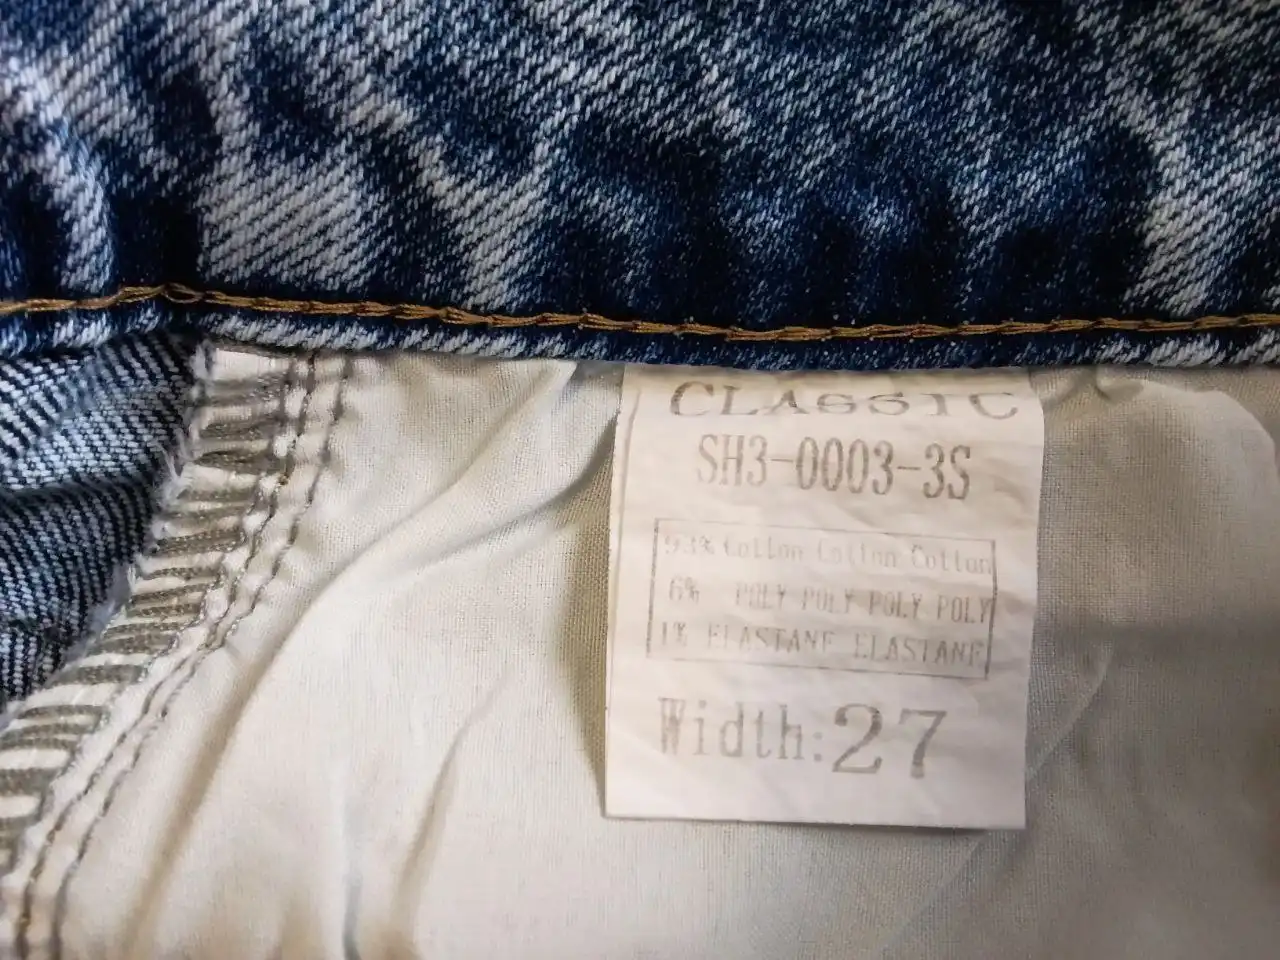 CLASSIC
SH3-0003-3S
93% Cotton Cotton Cotton
6% POLY POLY POLY POLY
1% ELASTANE ELASTANE
Width:27